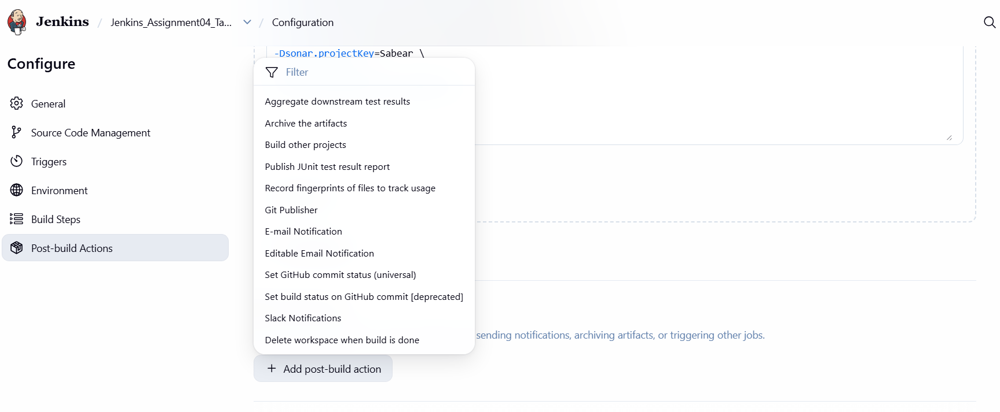 Jenkins / Jenkins_Assignment04_Ta... / Configuration
Configure
General
Source Code Management
Triggers
Environment
Build Steps
Post-build Actions
-Dsonar.projectKey=Sabear \
Filter
Aggregate downstream test results
Archive the artifacts
Build other projects
Publish JUnit test result report
Record fingerprints of files to track usage
Git Publisher
E-mail Notification
Editable Email Notification
Set GitHub commit status (universal)
Set build status on GitHub commit [deprecated]
Slack Notifications
Delete workspace when build is done
sending notifications, archiving artifacts, or triggering other jobs.
+ Add post-build action